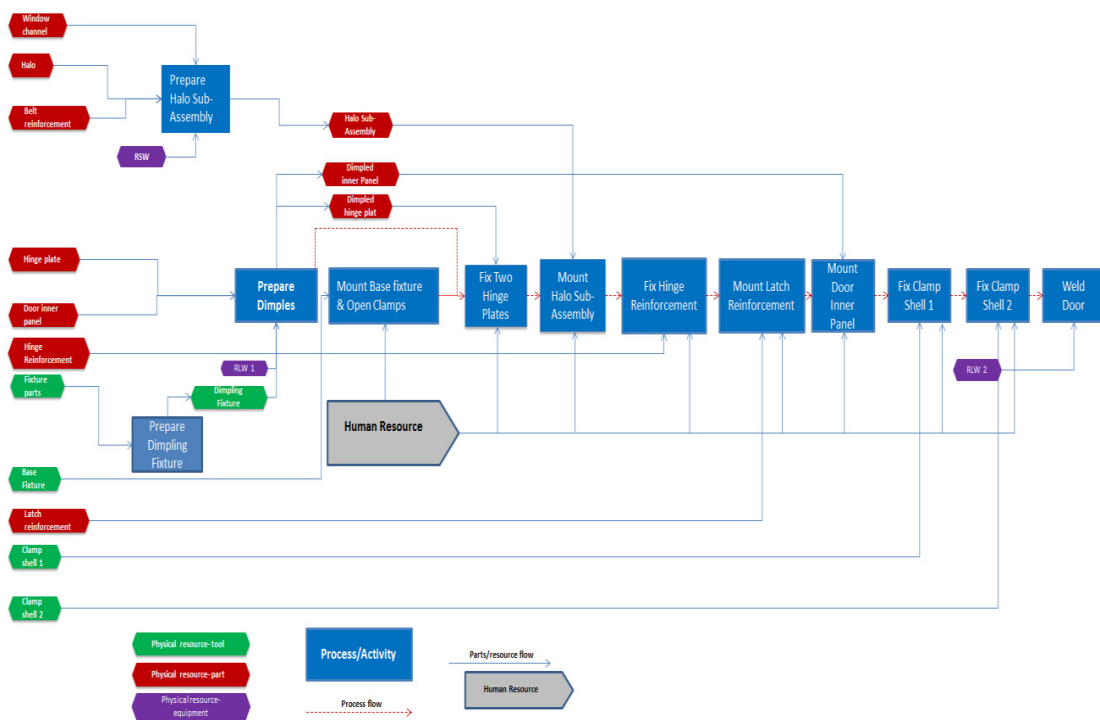 Window
channel
Halo
Belt
reinforcement
Prepare
Halo Sub-
Assembly
RSW
Halo Sub-
Assembly
Dimpled
inner Panel
Dimpled
hinge plat
Hinge plate
Door inner
panel
Hinge
Reinforcement
Fixture
parts
Prepare
Dimples
Mount Base fixture
& Open Clamps
Fix Two
Hinge
Plates
Mount
Halo Sub-
Assembly
Fix Hinge
Reinforcement
Mount Latch
Reinforcement
Mount
Door
Inner
Panel
Fix Clamp
Shell 1
Fix Clamp
Shell 2
Weld
Door
RLW 1
RLW 2
Dimpling
Fixture
Prepare
Dimpling
Fixture
Human Resource
Base
Fixture
Latch
reinforcement
Clamp
shell 1
Clamp
shell 2
Physical resource-tool
Physical resource-part
Physical resource-
equipment
Process/Activity
Parts/resource flow
Human Resource
Process flow